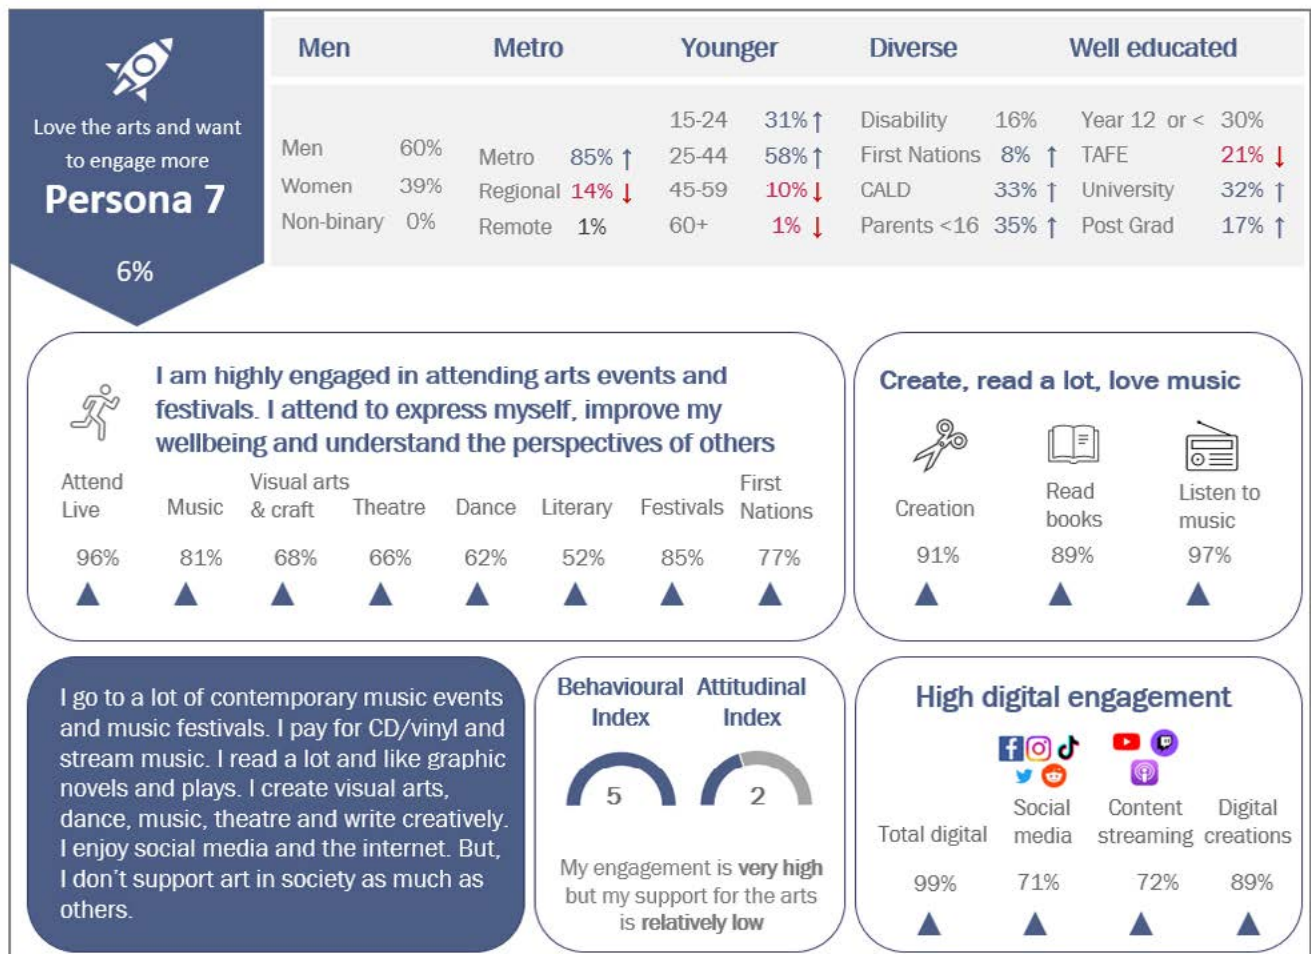 Love the arts and want
to engage more
Persona 7
6%
Men Metro Younger Diverse Well educated
Men 60%
Women 39%
Non-binary 0%
Metro 85% ↑
Regional 14% ↓
Remote 1%
15-24 31% ↑
25-44 58% ↑
45-59 10% ↓
60+ 1% ↓
Disability 16%
First Nations 8% ↑
CALD 33% ↑
Parents <16 35% ↑
Year 12 or < 30%
TAFE 21% ↓
University 32% ↑
Post Grad 17% ↑
I am highly engaged in attending arts events and
festivals. I attend to express myself, improve my
wellbeing and understand the perspectives of others
Attend
Live
Music
Visual arts
& craft
Theatre
Dance
Literary
Festivals
First
Nations
96% 81% 68% 66% 62% 52% 85% 77%
Create, read a lot, love music
Creation
Read
books
Listen to
music
91% 89% 97%
I go to a lot of contemporary music events
and music festivals. I pay for CD/vinyl and
stream music. I read a lot and like graphic
novels and plays. I create visual arts,
dance, music, theatre and write creatively.
I enjoy social media and the internet. But,
I don't support art in society as much as
others.
Behavioural
Index
Attitudinal
Index
5
2
My engagement is very high
but my support for the arts
is relatively low
High digital engagement
Total digital
Social
media
Content
streaming
Digital
creations
99% 71% 72% 89%